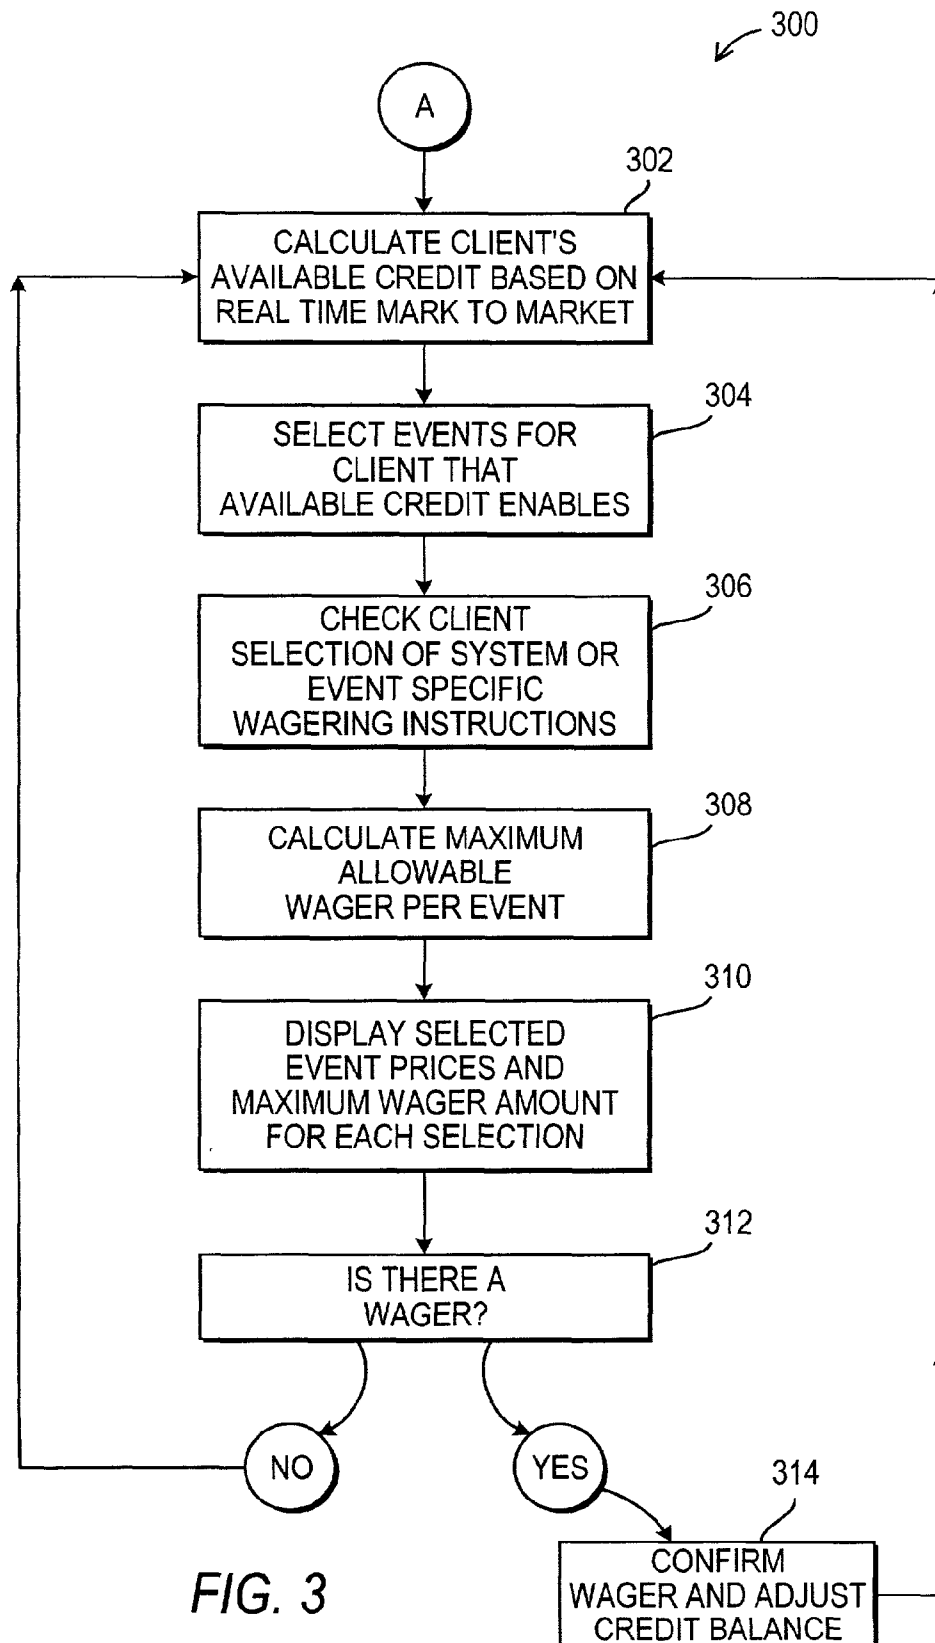 300
A
302
CALCULATE CLIENT'S
AVAILABLE CREDIT BASED ON
REAL TIME MARK TO MARKET
304
SELECT EVENTS FOR
CLIENT THAT
AVAILABLE CREDIT ENABLES
306
CHECK CLIENT
SELECTION OF SYSTEM OR
EVENT SPECIFIC
WAGERING INSTRUCTIONS
308
CALCULATE MAXIMUM
ALLOWABLE
WAGER PER EVENT
310
DISPLAY SELECTED
EVENT PRICES AND
MAXIMUM WAGER AMOUNT
FOR EACH SELECTION
312
IS THERE A
WAGER?
NO
YES
314
CONFIRM
WAGER AND ADJUST
CREDIT BALANCE
FIG. 3